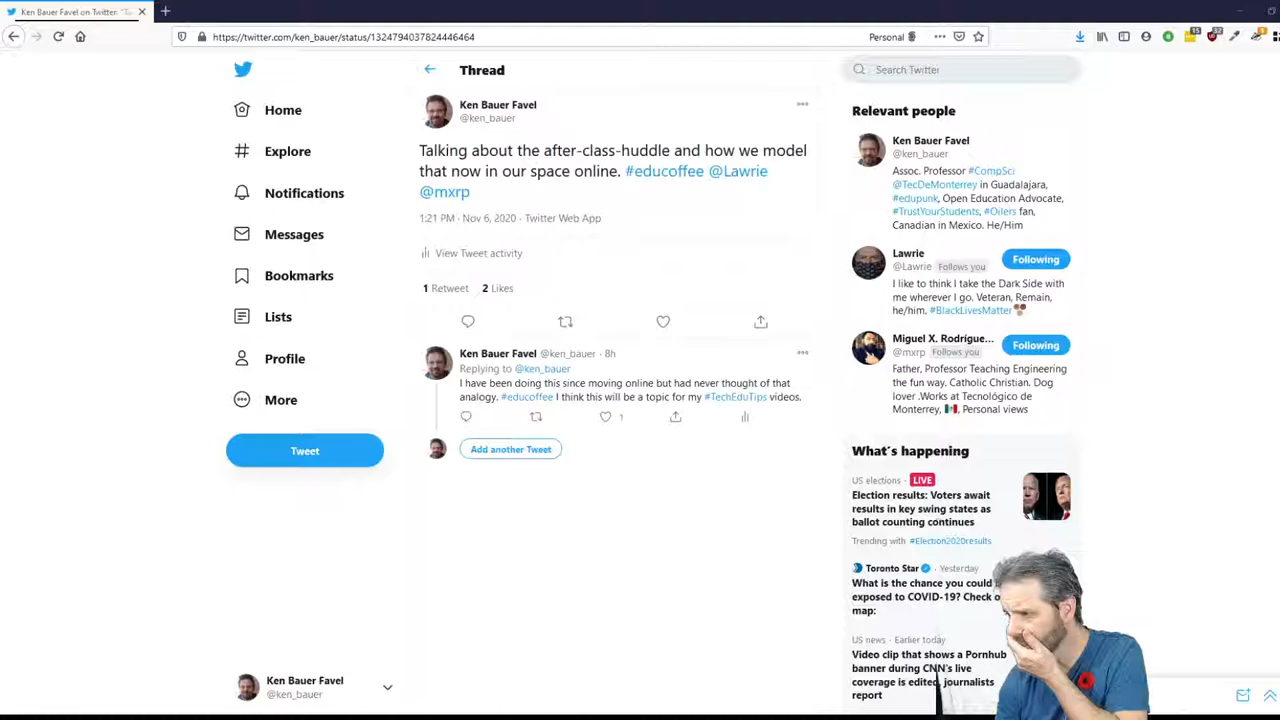 Ken Bauer Favel on Twitter: "Ta
https://twitter.com/ken_bauer/status/1324794037824446464
Personal
15
32
Home
Explore
Notifications
Messages
Bookmarks
Lists
Profile
More
Tweet
Ken Bauer Favel
@ken_bauer
Thread
Ken Bauer Favel
@ken_bauer
Talking about the after-class-huddle and how we model
that now in our space online. #educoffee @Lawrie
@mxrp
1:21 PM · Nov 6, 2020 · Twitter Web App
View Tweet activity
1 Retweet 2 Likes
Ken Bauer Favel @ken_bauer · 8h
Replying to @ken_bauer
I have been doing this since moving online but had never thought of that
analogy. #educoffee I think this will be a topic for my #TechEduTips videos.
1
Add another Tweet
Search Twitter
Relevant people
Ken Bauer Favel
@ken_bauer
Assoc. Professor #CompSci
@TecDeMonterrey in Guadalajara,
#edupunk, Open Education Advocate,
#TrustYourStudents, #Oilers fan,
Canadian in Mexico. He/Him
Lawrie
@Lawrie Follows you
Following
I like to think I take the Dark Side with
me wherever I go. Veteran, Remain,
he/him. #BlackLivesMatter
Miguel X. Rodrígue...
@mxrp Follows you
Following
Father, Professor Teaching Engineering
the fun way. Catholic Christian. Dog
lover .Works at Tecnológico de
Monterrey, Personal views
What's happening
US elections · LIVE
Election results: Voters await
results in key swing states as
ballot counting continues
Trending with #Election2020results
Toronto Star · Yesterday
What is the chance you could
exposed to COVID-19? Check o
map:
US news · Earlier today
Video clip that shows a Pornhub
banner during CNN's live
coverage is edited, journalists
report